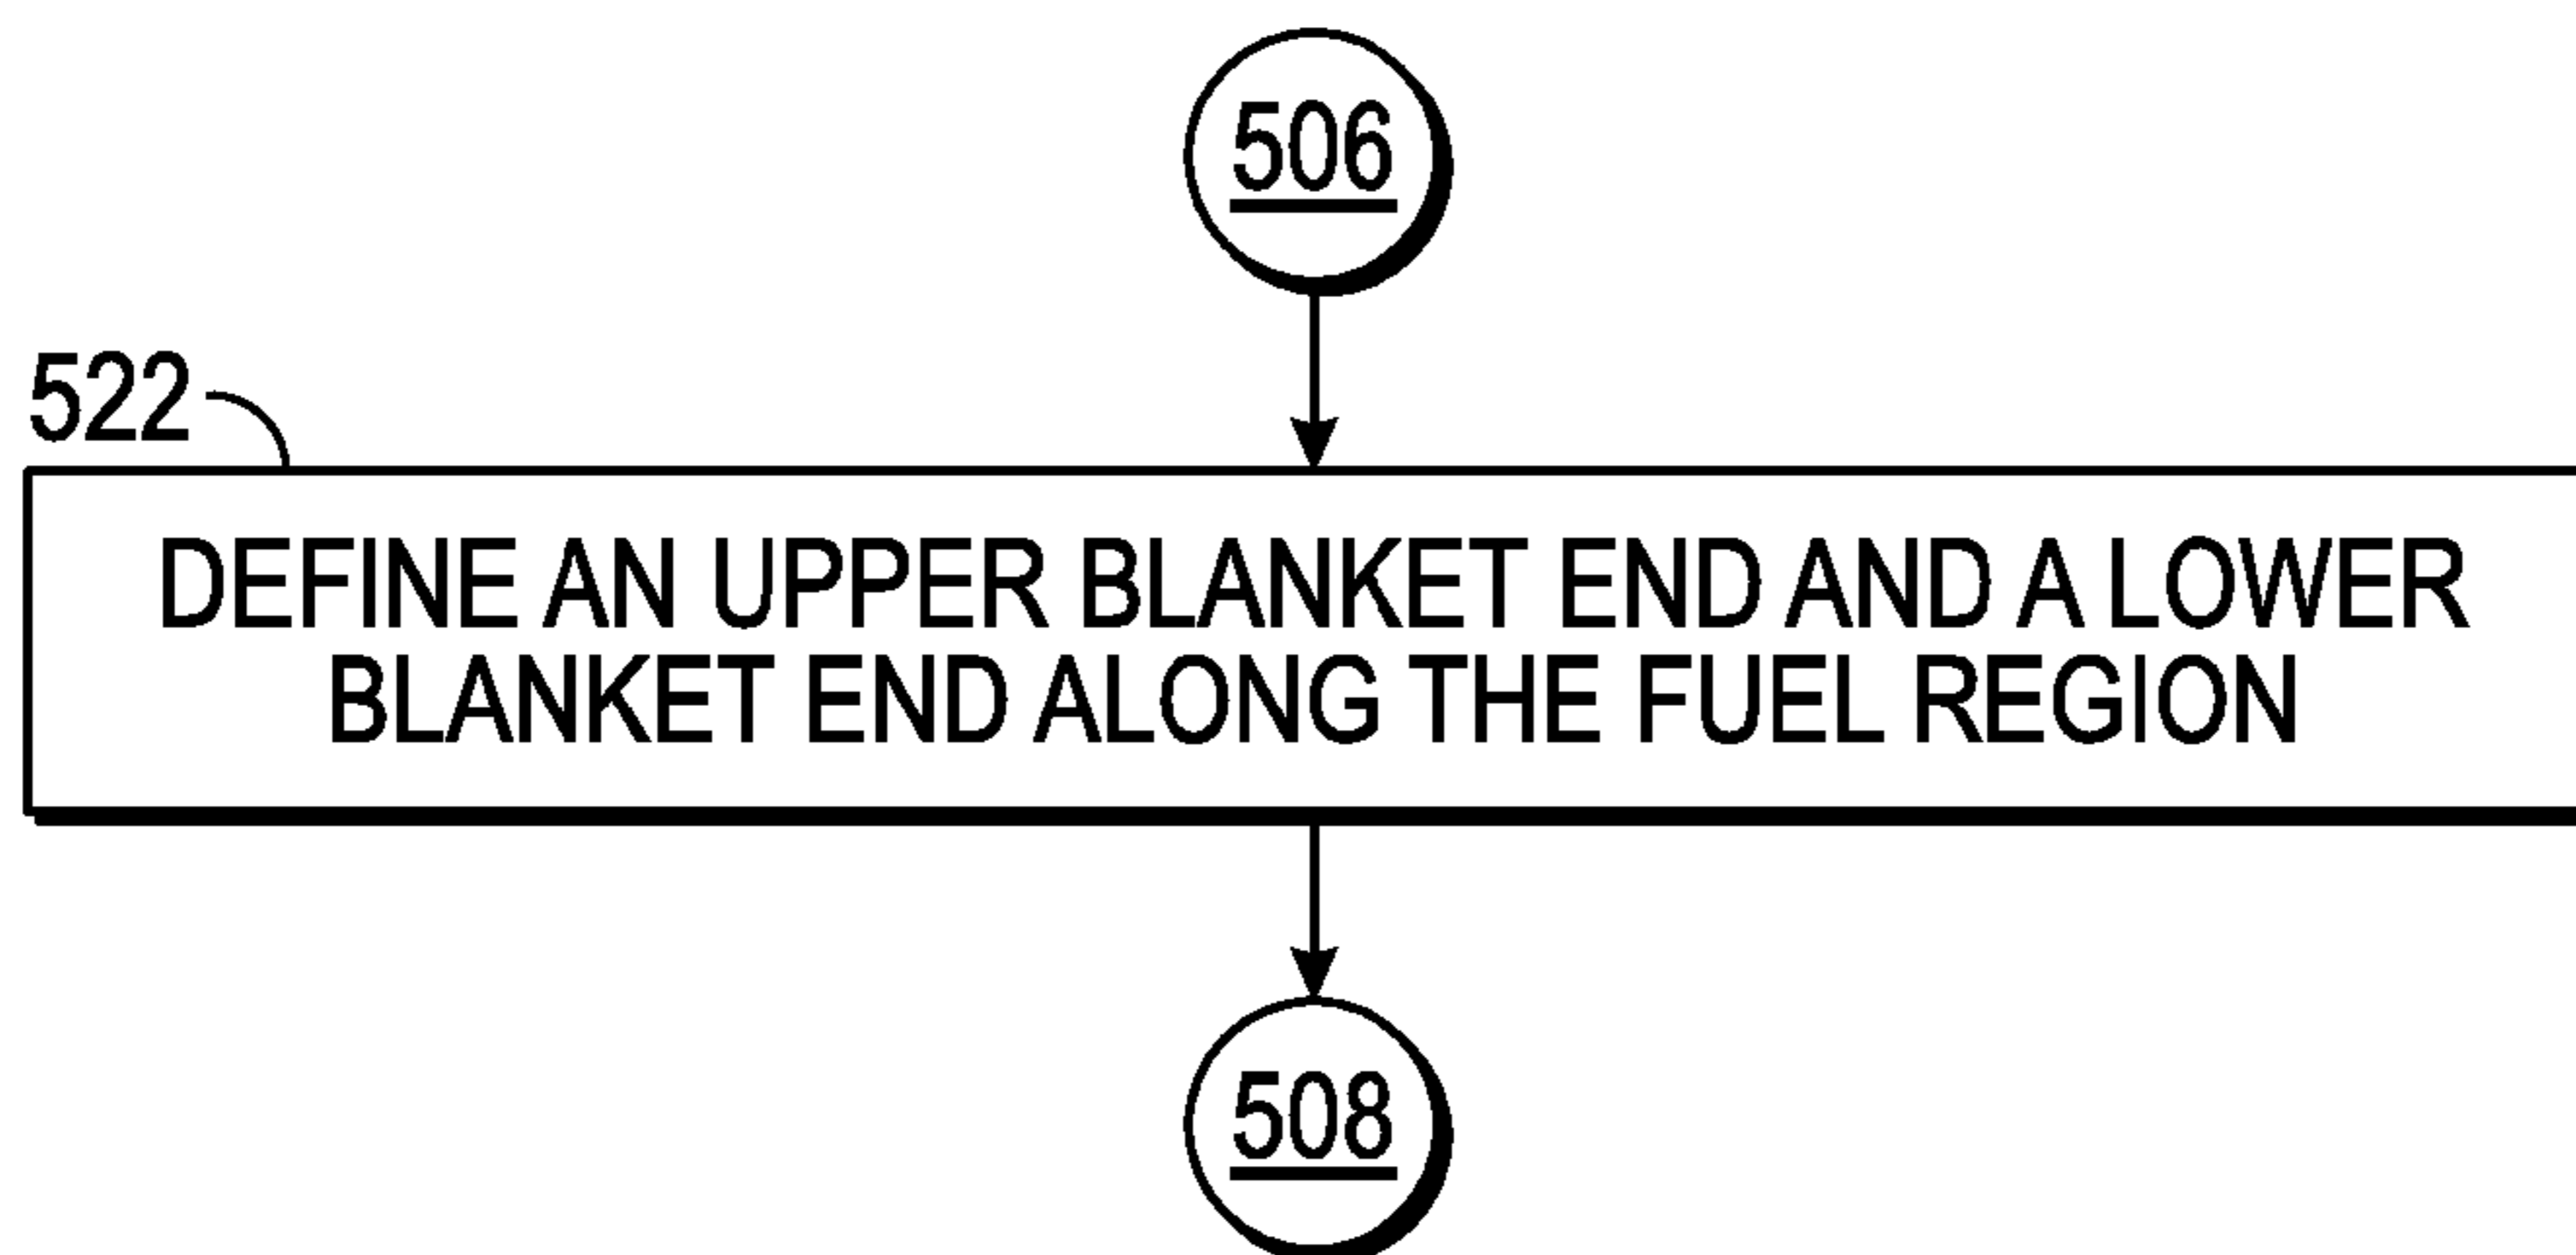 506
522
DEFINE AN UPPER BLANKET END AND A LOWER
BLANKET END ALONG THE FUEL REGION
508